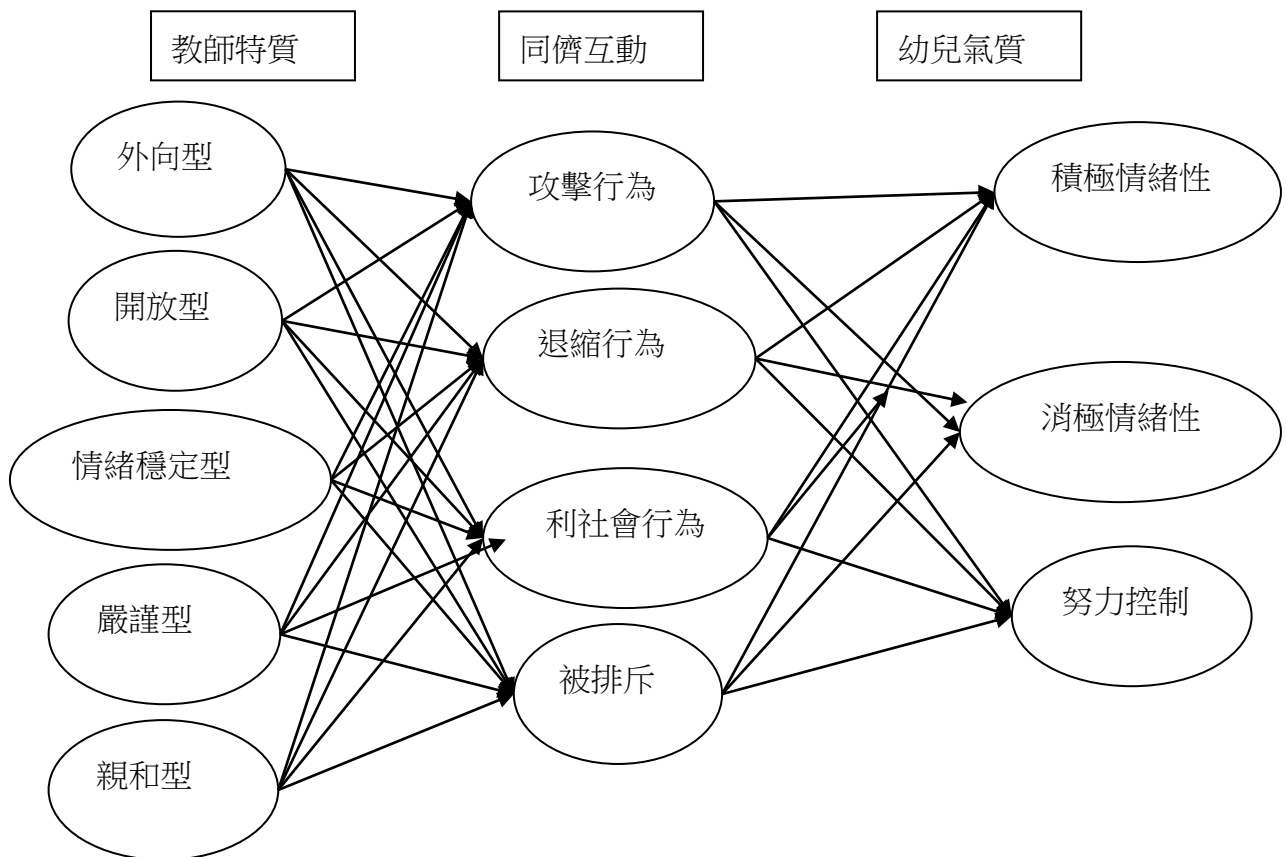 教師特質
同儕互動
幼兒氣質
外向型
開放型
情緒穩定型
嚴謹型
親和型
攻擊行為
退縮行為
利社會行為
被排斥
積極情緒性
消極情緒性
努力控制